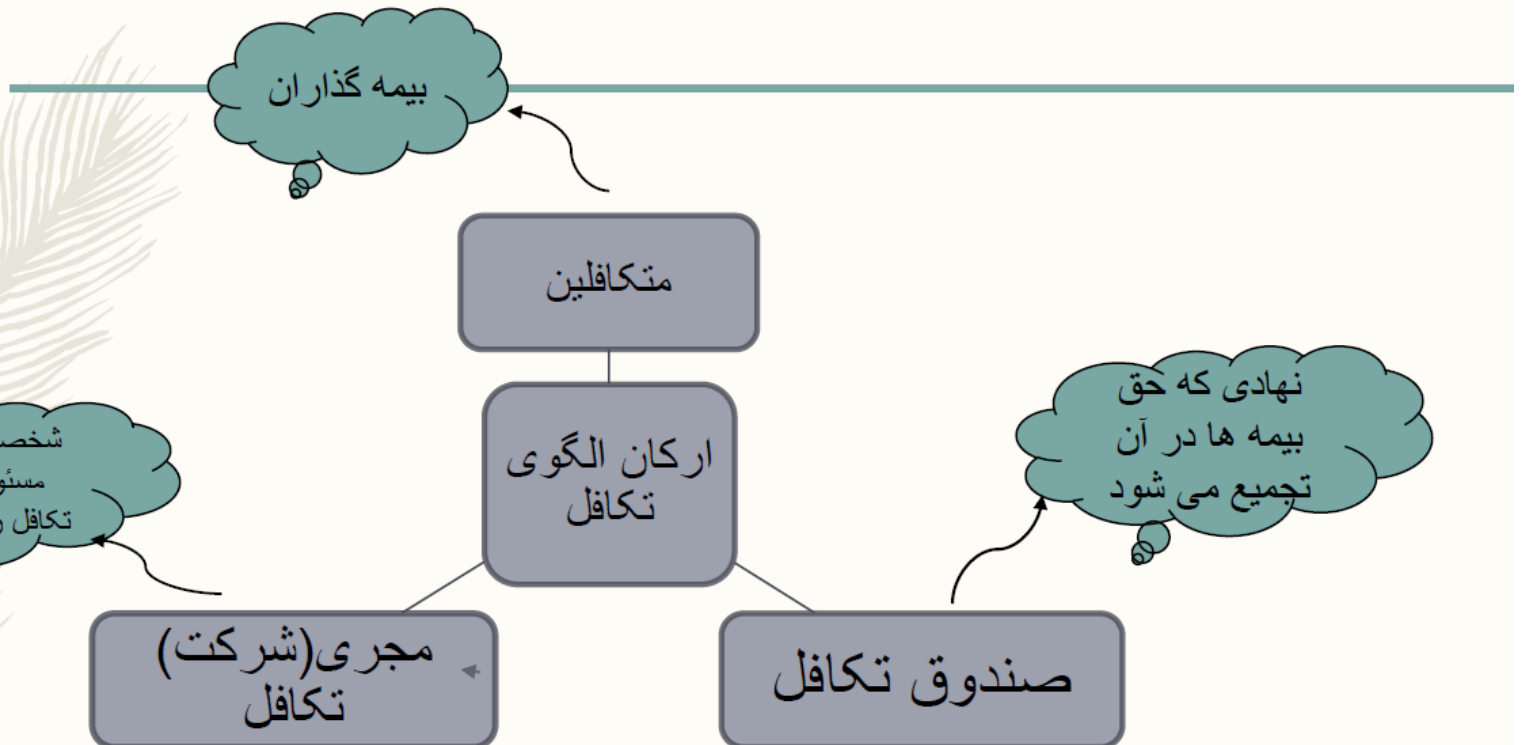 بیمه گذاران
متکافلین
ارکان الگوی
تکافل
نهادی که حق
بیمه ها در آن
تجمیع می شود
صندوق تکافل
مجری(شرکت)
تکافل
تکافل